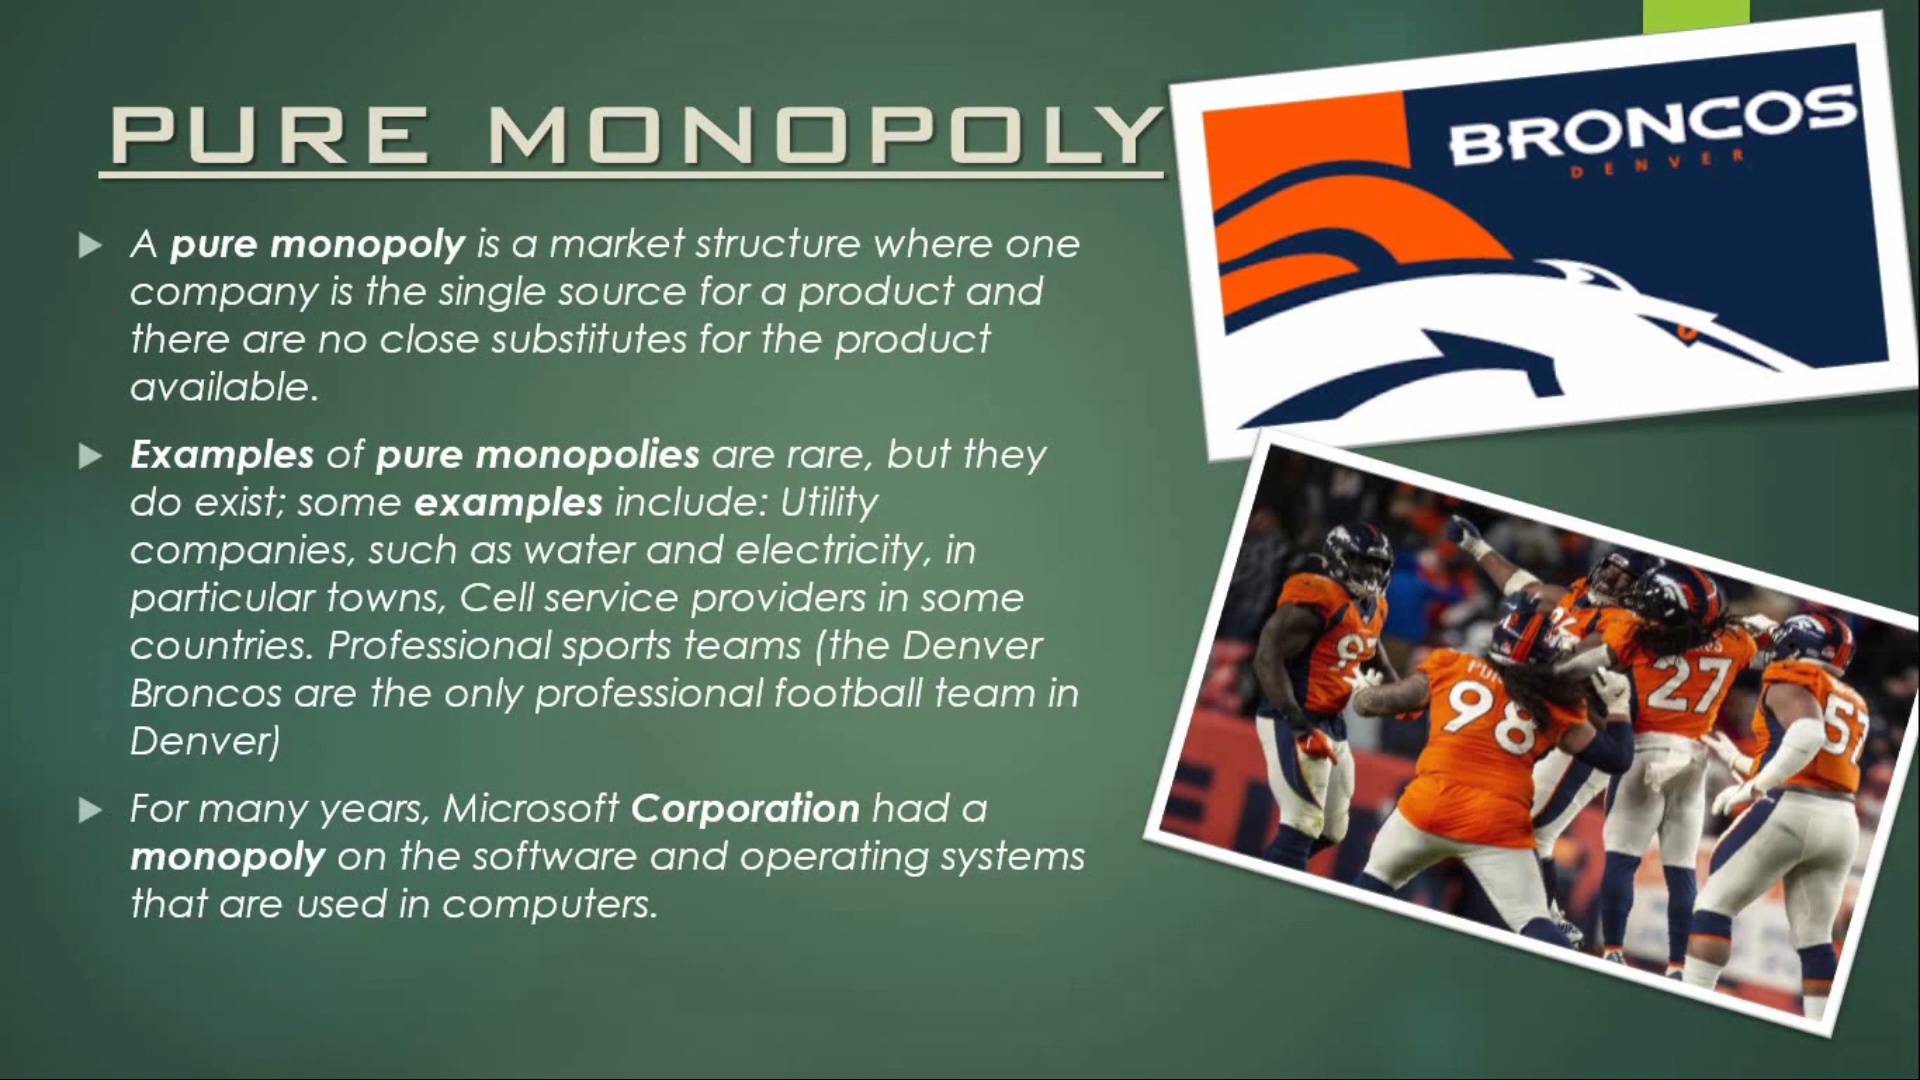 PURE MONOPOLY
BRONCOS
DENVER
A pure monopoly is a market structure where one
company is the single source for a product and
there are no close substitutes for the product
available.
Examples of pure monopolies are rare, but they
do exist; some examples include: Utility
companies, such as water and electricity, in
particular towns, Cell service providers in some
countries. Professional sports teams (the Denver
Broncos are the only professional football team in
Denver)
For many years, Microsoft Corporation had a
monopoly on the software and operating systems
that are used in computers.
98
27
57